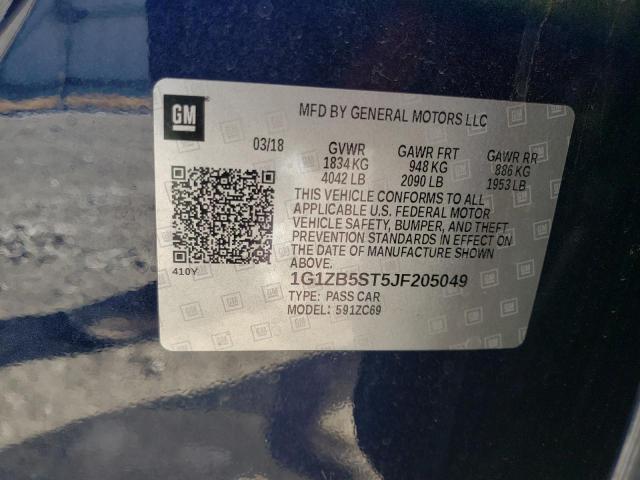 GM
MFD BY GENERAL MOTORS LLC
03/18 GVWR GAWR FRT GAWR RR
1834 KG 948 KG 886 KG
4042 LB 2090 LB 1953 LB
THIS VEHICLE CONFORMS TO ALL
APPLICABLE U.S. FEDERAL MOTOR
VEHICLE SAFETY, BUMPER, AND THEFT
PREVENTION STANDARDS IN EFFECT ON
THE DATE OF MANUFACTURE SHOWN
ABOVE.
410Y
1G1ZB5ST5JF205049
TYPE: PASS CAR
MODEL: 591ZC69